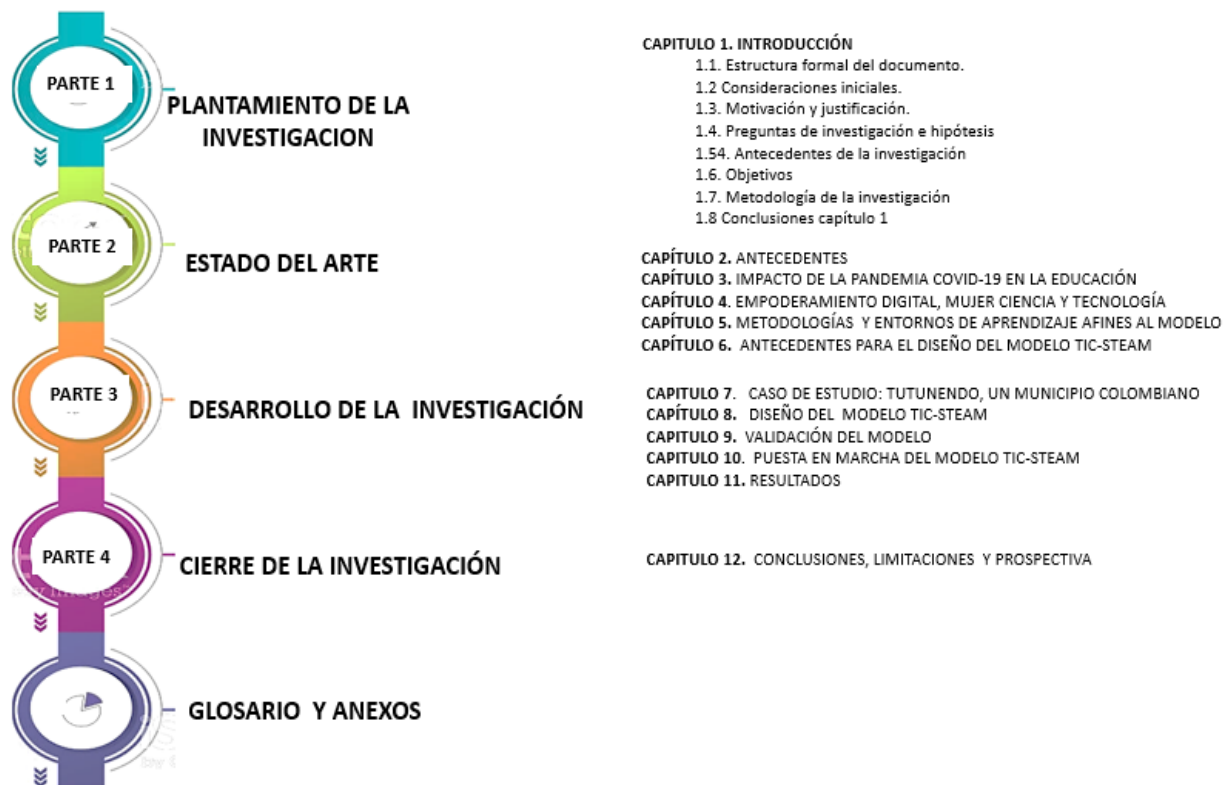 PARTE 1
PLANTAMIENTO DE LA
INVESTIGACION
CAPITULO 1. INTRODUCCIÓN
1.1. Estructura formal del documento.
1.2 Consideraciones iniciales.
1.3. Motivación y justificación.
1.4. Preguntas de investigación e hipótesis
1.54. Antecedentes de la investigación
1.6. Objetivos
1.7. Metodología de la investigación
1.8 Conclusiones capítulo 1
PARTE 2
ESTADO DEL ARTE
CAPÍTULO 2. ANTECEDENTES
CAPÍTULO 3. IMPACTO DE LA PANDEMIA COVID-19 EN LA EDUCACIÓN
CAPÍTULO 4. EMPODERAMIENTO DIGITAL, MUJER CIENCIA Y TECNOLOGÍA
CAPÍTULO 5. METODOLOGÍAS Y ENTORNOS DE APRENDIZAJE AFINES AL MODELO
CAPÍTULO 6. ANTECEDENTES PARA EL DISEÑO DEL MODELO TIC-STEAM
PARTE 3
DESARROLLO DE LA INVESTIGACIÓN
CAPITULO 7. CASO DE ESTUDIO: TUTUNENDO, UN MUNICIPIO COLOMBIANO
CAPÍTULO 8. DISEÑO DEL MODELO TIC-STEAM
CAPITULO 9. VALIDACIÓN DEL MODELO
CAPITULO 10. PUESTA EN MARCHA DEL MODELO TIC-STEAM
CAPITULO 11. RESULTADOS
PARTE 4
CIERRE DE LA INVESTIGACIÓN
CAPITULO 12. CONCLUSIONES, LIMITACIONES Y PROSPECTIVA
GLOSARIO Y ANEXOS